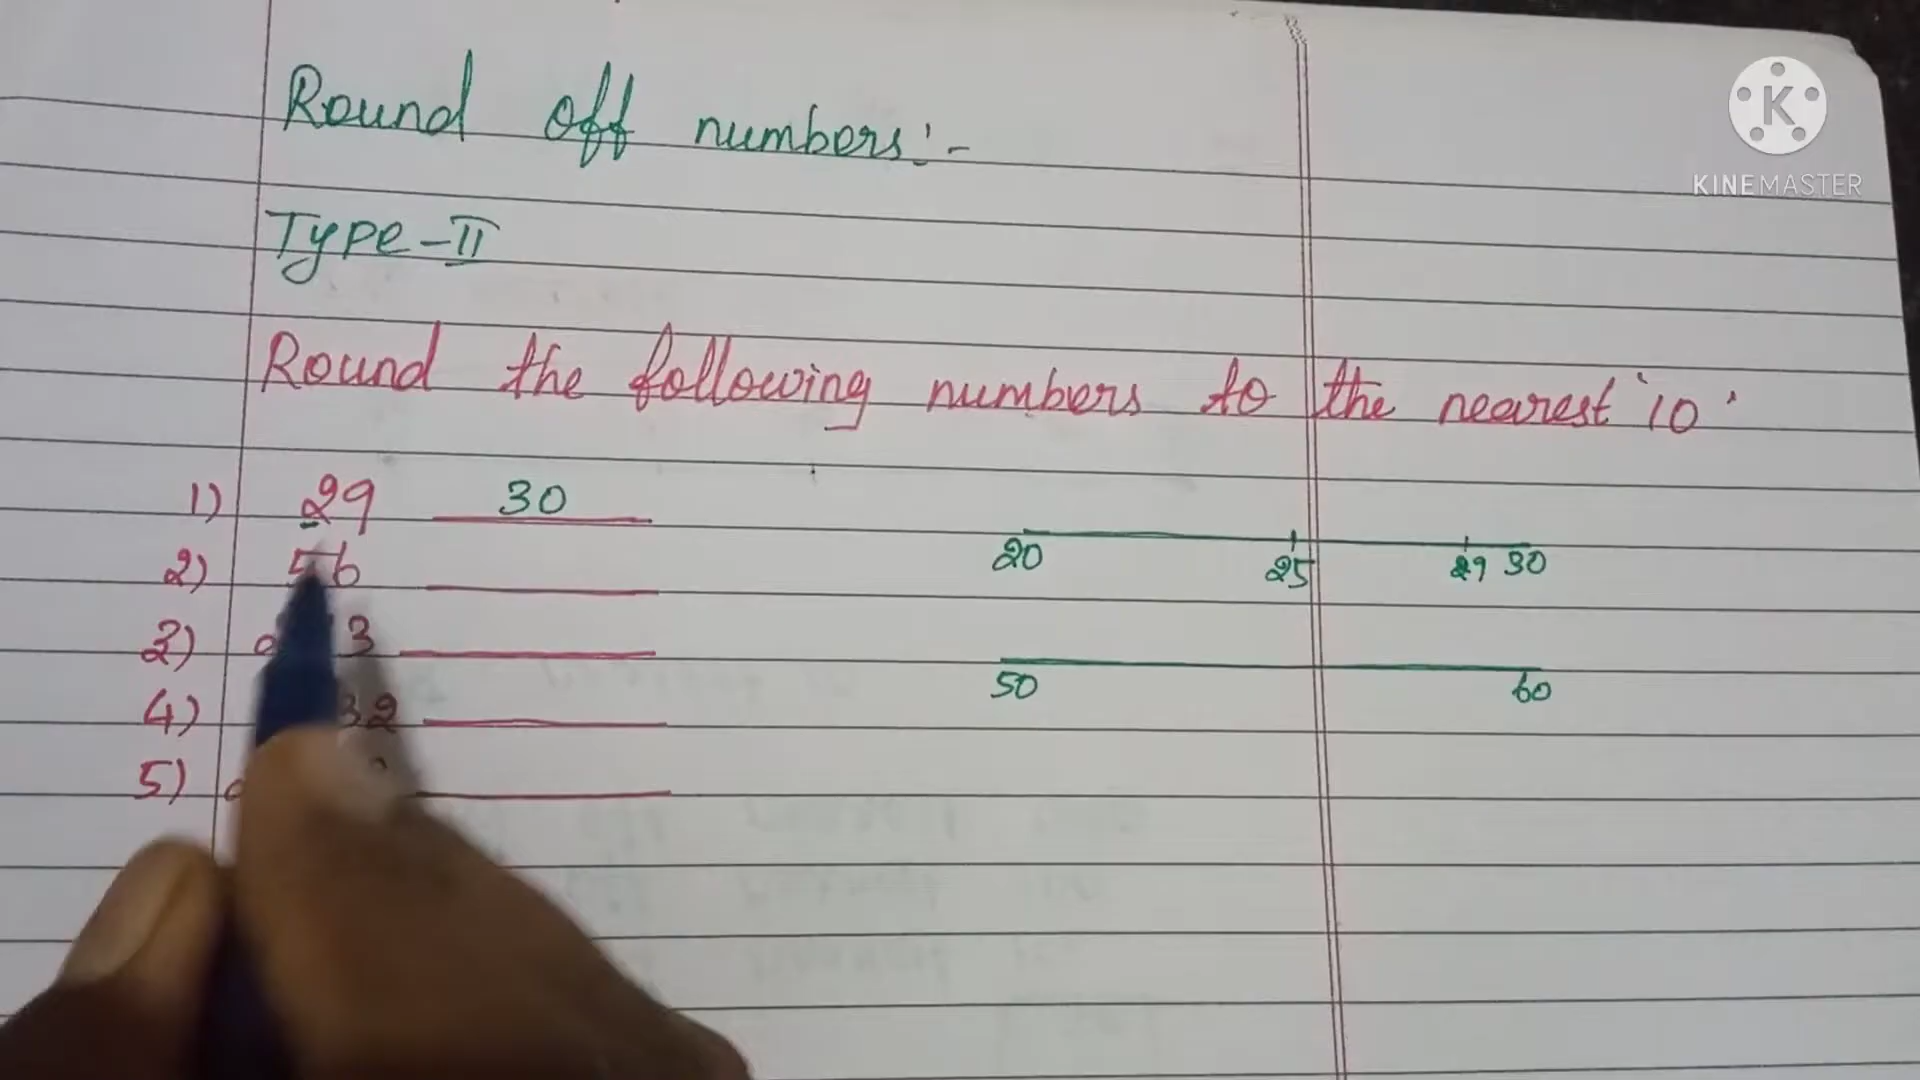 Round off numbers:-
KINEMASTER
Type-II
Round the following numbers to the nearest '10'
1) 29 30
20 25 29 30
2) 56
50 60
3)
4)
5)